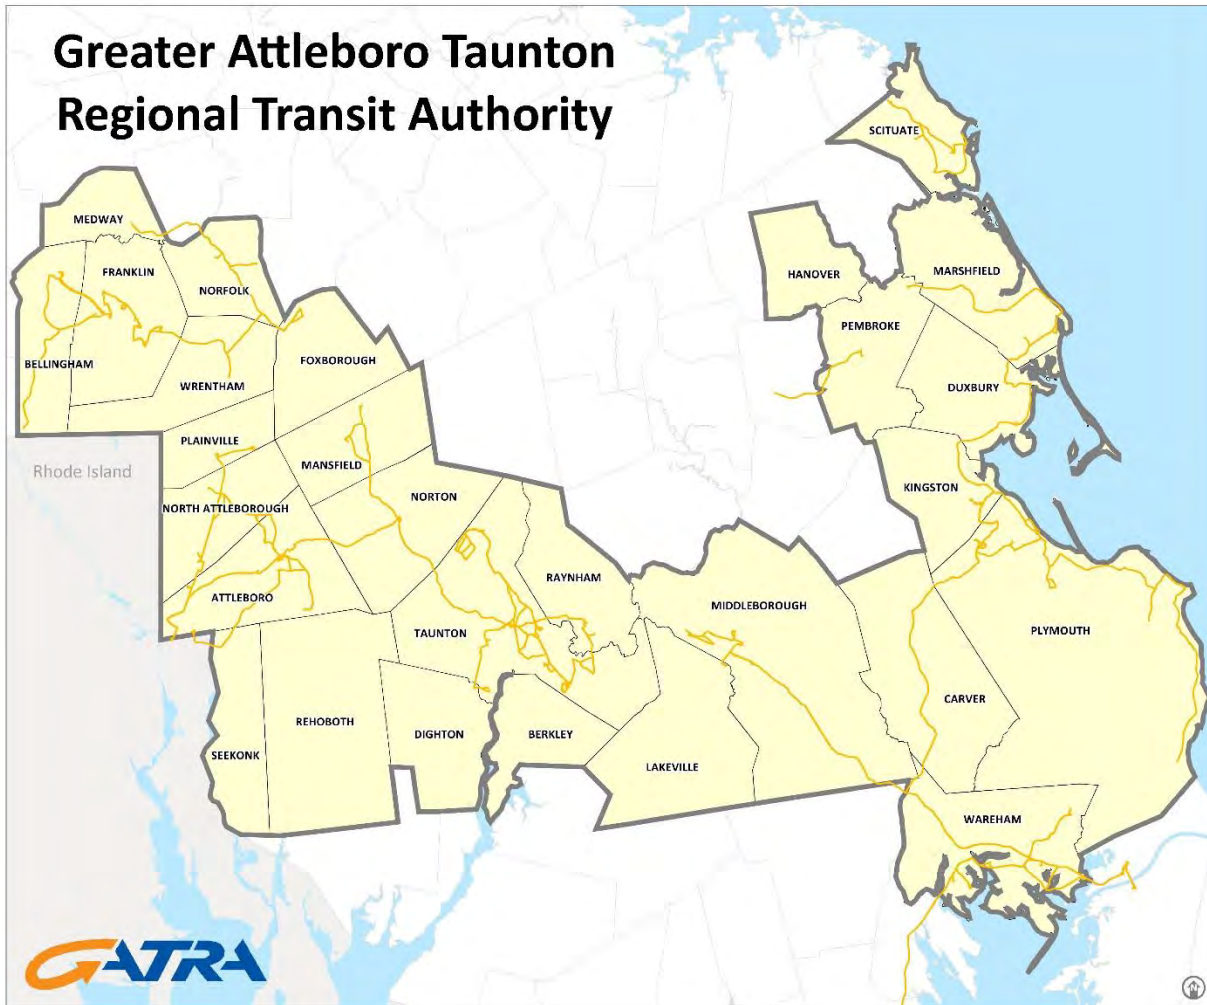 Greater Attleboro Taunton
Regional Transit Authority
SCITUATE
MEDWAY
FRANKLIN
NORFOLK
HANOVER
MARSHFIELD
PEMBROKE
BELLINGHAM
FOXBOROUGH
WRENTHAM
DUXBURY
PLAINVILLE
Rhode Island
MANSFIELD
KINGSTON
NORTH ATTLEBOROUGH
NORTON
RAYNHAM
ATTLEBORO
MIDDLEBOROUGH
TAUNTON
PLYMOUTH
CARVER
REHOBOTH
DIGHTON
BERKLEY
SEEKONK
LAKEVILLE
WAREHAM
GATRA
N